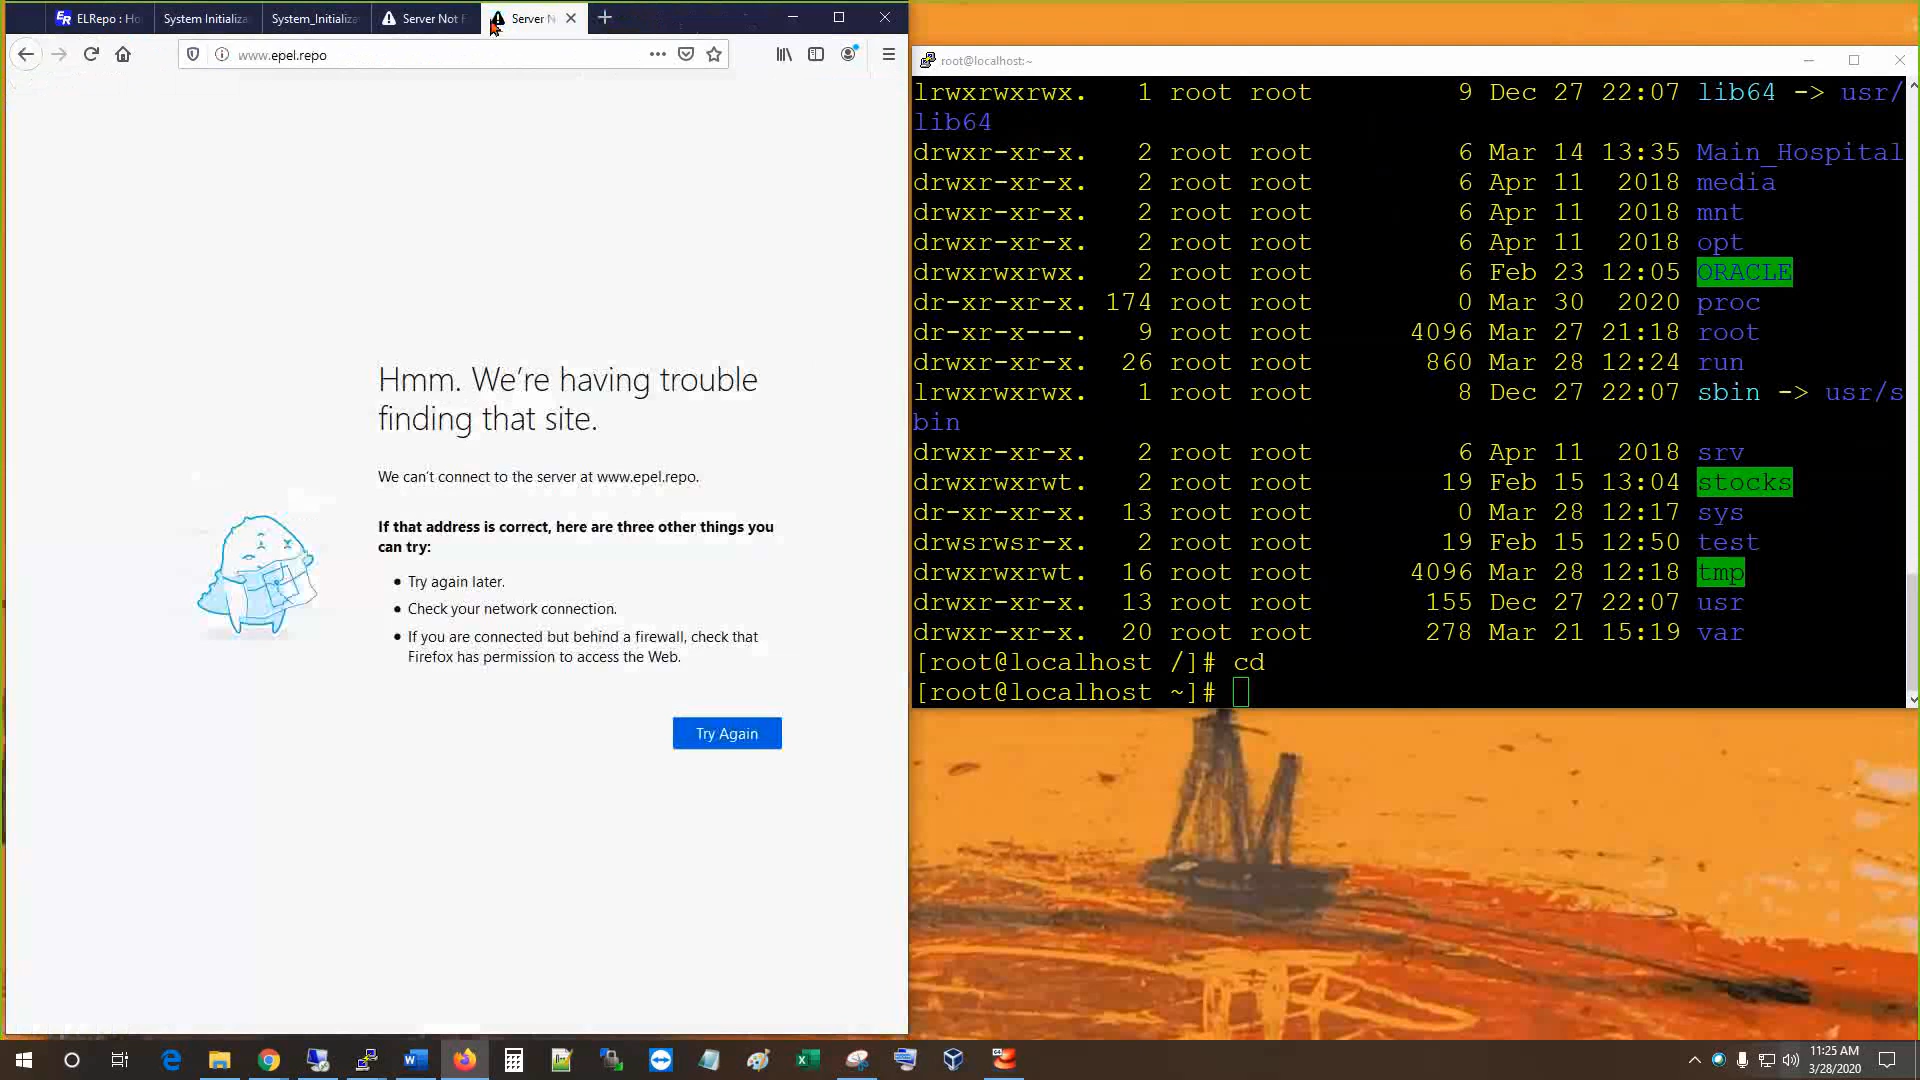 ELRepo : Ho
System Initializa
System_Initializa
Server Not F
Server N
www.epel.repo
Hmm. We’re having trouble
finding that site.
We can’t connect to the server at www.epel.repo.
If that address is correct, here are three other things you
can try:
Try again later.
Check your network connection.
If you are connected but behind a firewall, check that
Firefox has permission to access the Web.
Try Again
root@localhost:~
lrwxrwxrwx. 1 root root 9 Dec 27 22:07 lib64 -> usr/
lib64
drwxr-xr-x. 2 root root 6 Mar 14 13:35 Main_Hospital
drwxr-xr-x. 2 root root 6 Apr 11 2018 media
drwxr-xr-x. 2 root root 6 Apr 11 2018 mnt
drwxr-xr-x. 2 root root 6 Apr 11 2018 opt
drwxrwxrwx. 2 root root 6 Feb 23 12:05 ORACLE
dr-xr-xr-x. 174 root root 0 Mar 30 2020 proc
dr-xr-x---. 9 root root 4096 Mar 27 21:18 root
drwxr-xr-x. 26 root root 860 Mar 28 12:24 run
lrwxrwxrwx. 1 root root 8 Dec 27 22:07 sbin -> usr/s
bin
drwxr-xr-x. 2 root root 6 Apr 11 2018 srv
drwxrwxrwt. 2 root root 19 Feb 15 13:04 stocks
dr-xr-xr-x. 13 root root 0 Mar 28 12:17 sys
drwsrwsr-x. 2 root root 19 Feb 15 12:50 test
drwxrwxrwt. 16 root root 4096 Mar 28 12:18 tmp
drwxr-xr-x. 13 root root 155 Dec 27 22:07 usr
drwxr-xr-x. 20 root root 278 Mar 21 15:19 var
[root@localhost /]# cd
[root@localhost ~]#
11:25 AM
3/28/2020